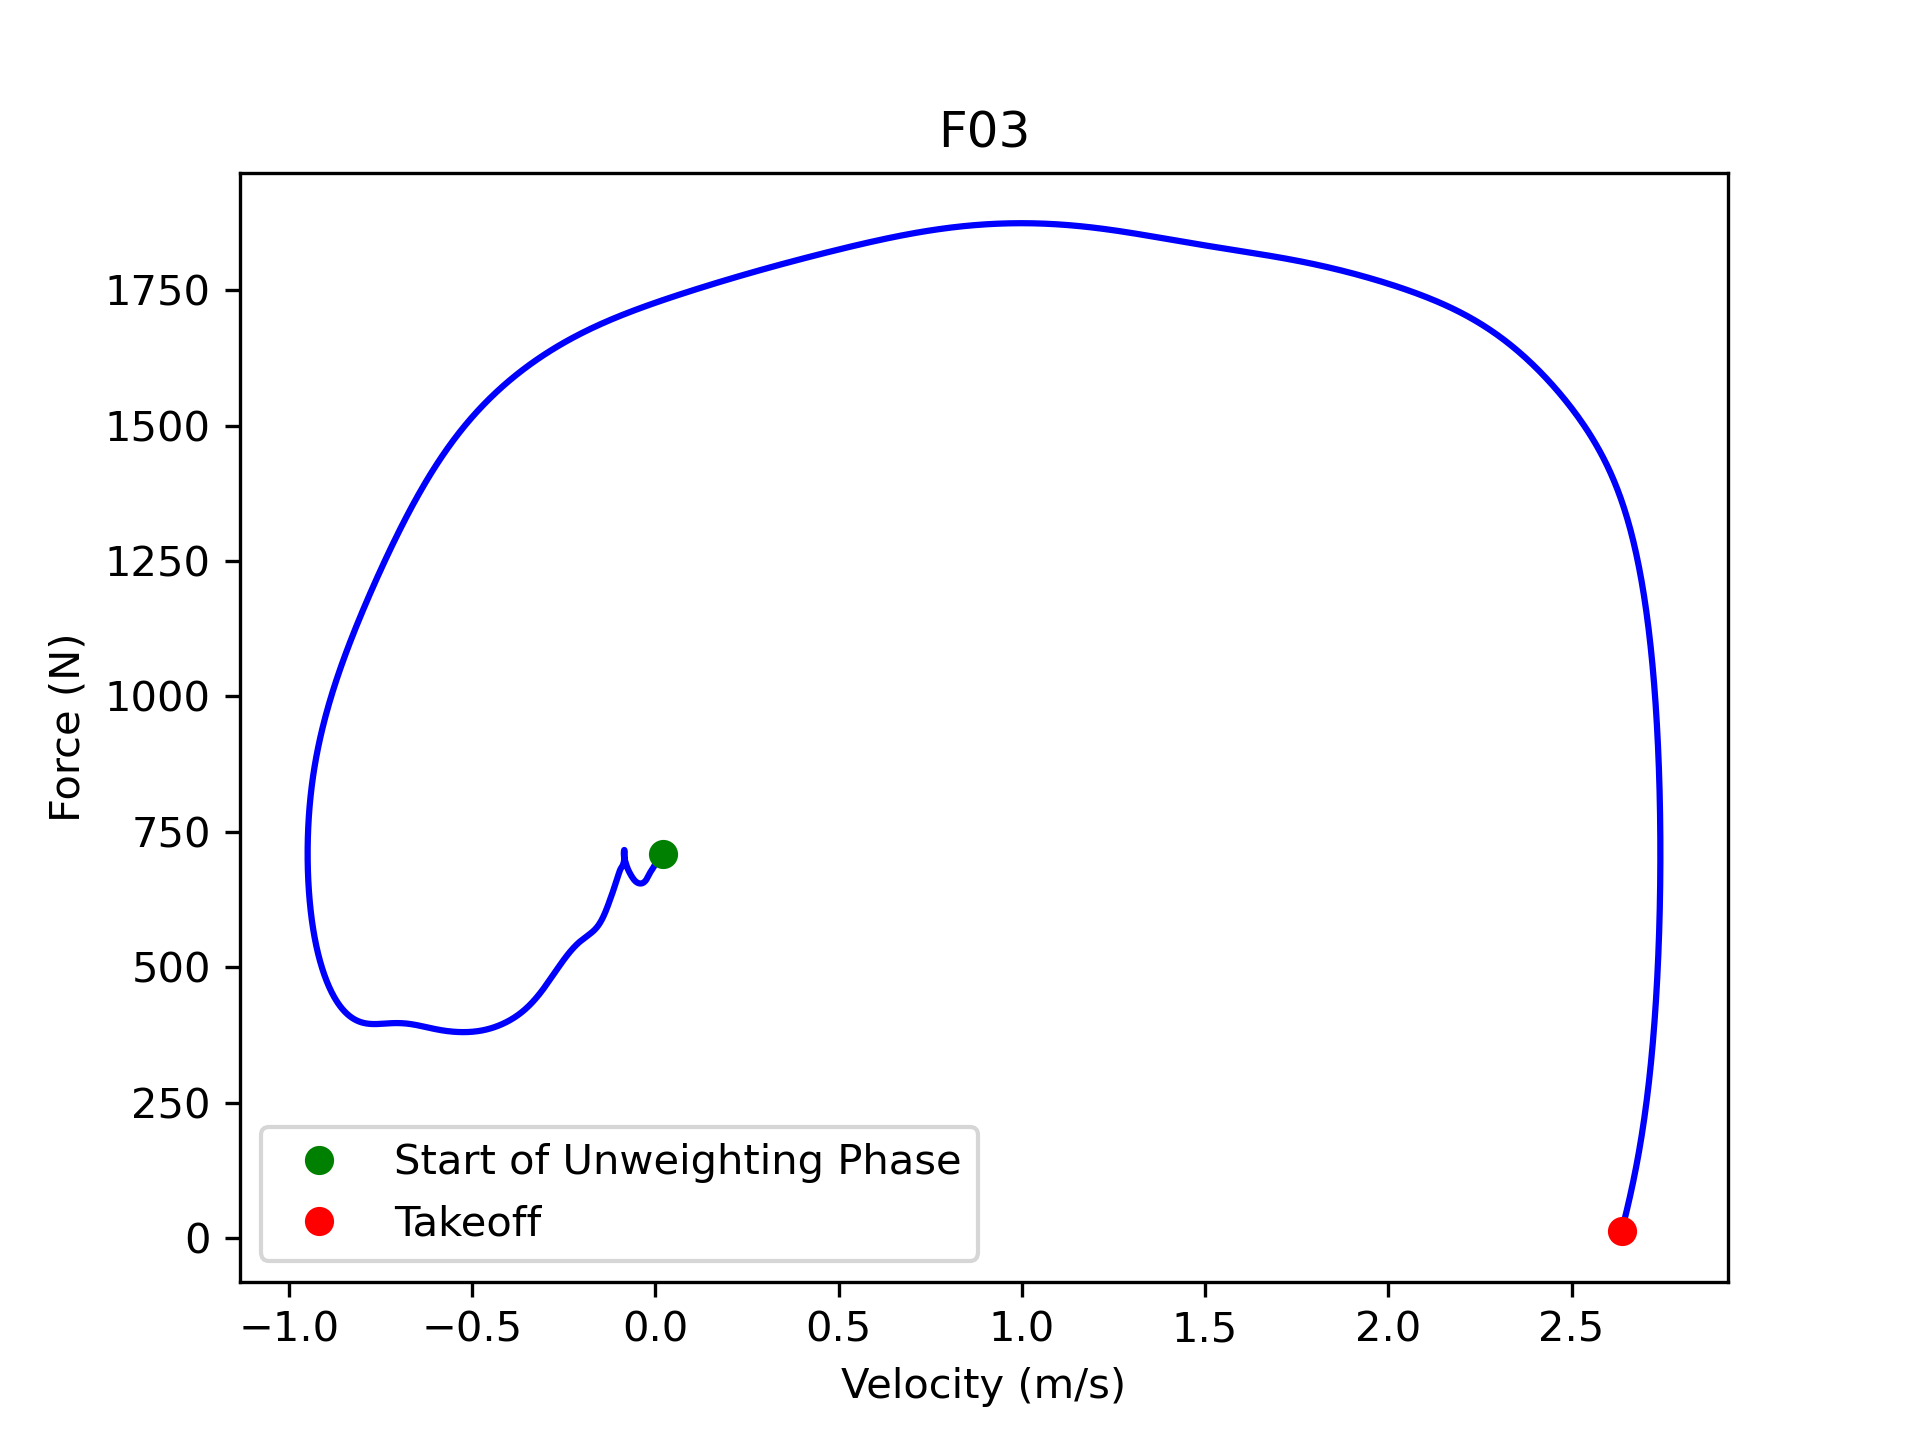 F03
1750
1500
1250
1000
750
500
250
0
Force (N)
Start of Unweighting Phase
Takeoff
−1.0 −0.5 0.0 0.5 1.0 1.5 2.0 2.5
Velocity (m/s)